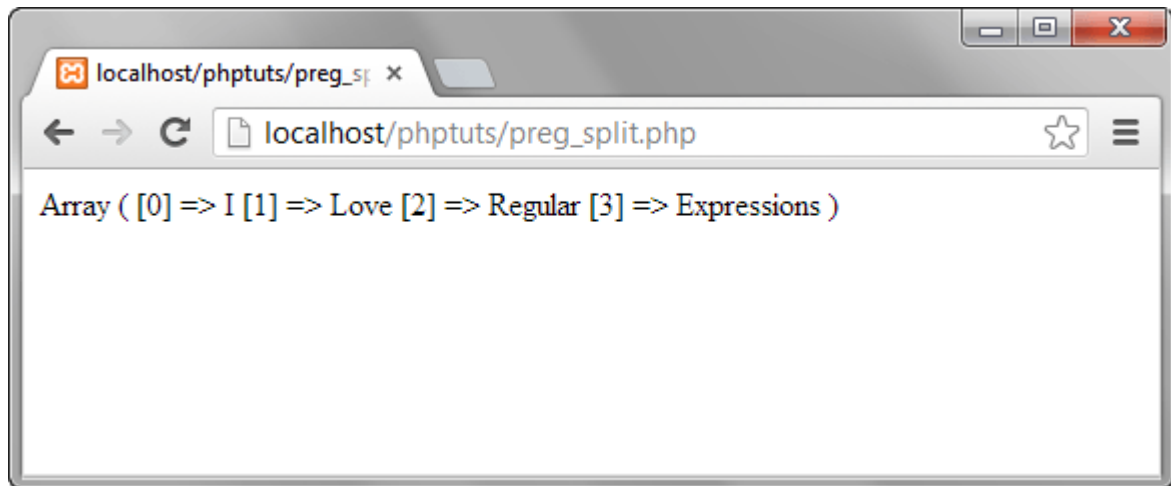 localhost/phptuts/preg_sp
localhost/phptuts/preg_split.php
Array ( [0] => I [1] => Love [2] => Regular [3] => Expressions )